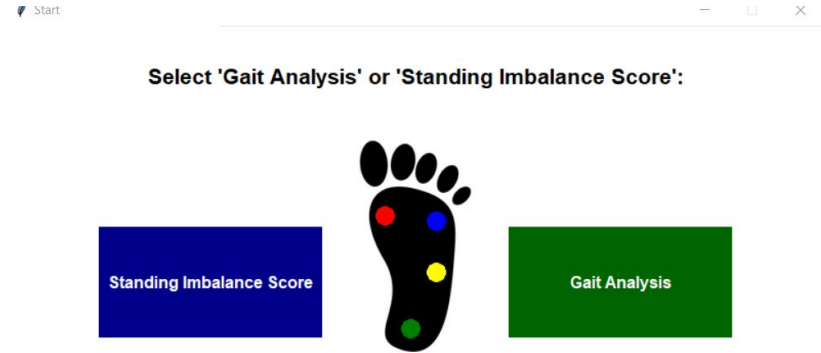 Start
Select 'Gait Analysis' or 'Standing Imbalance Score':
Standing Imbalance Score
Gait Analysis